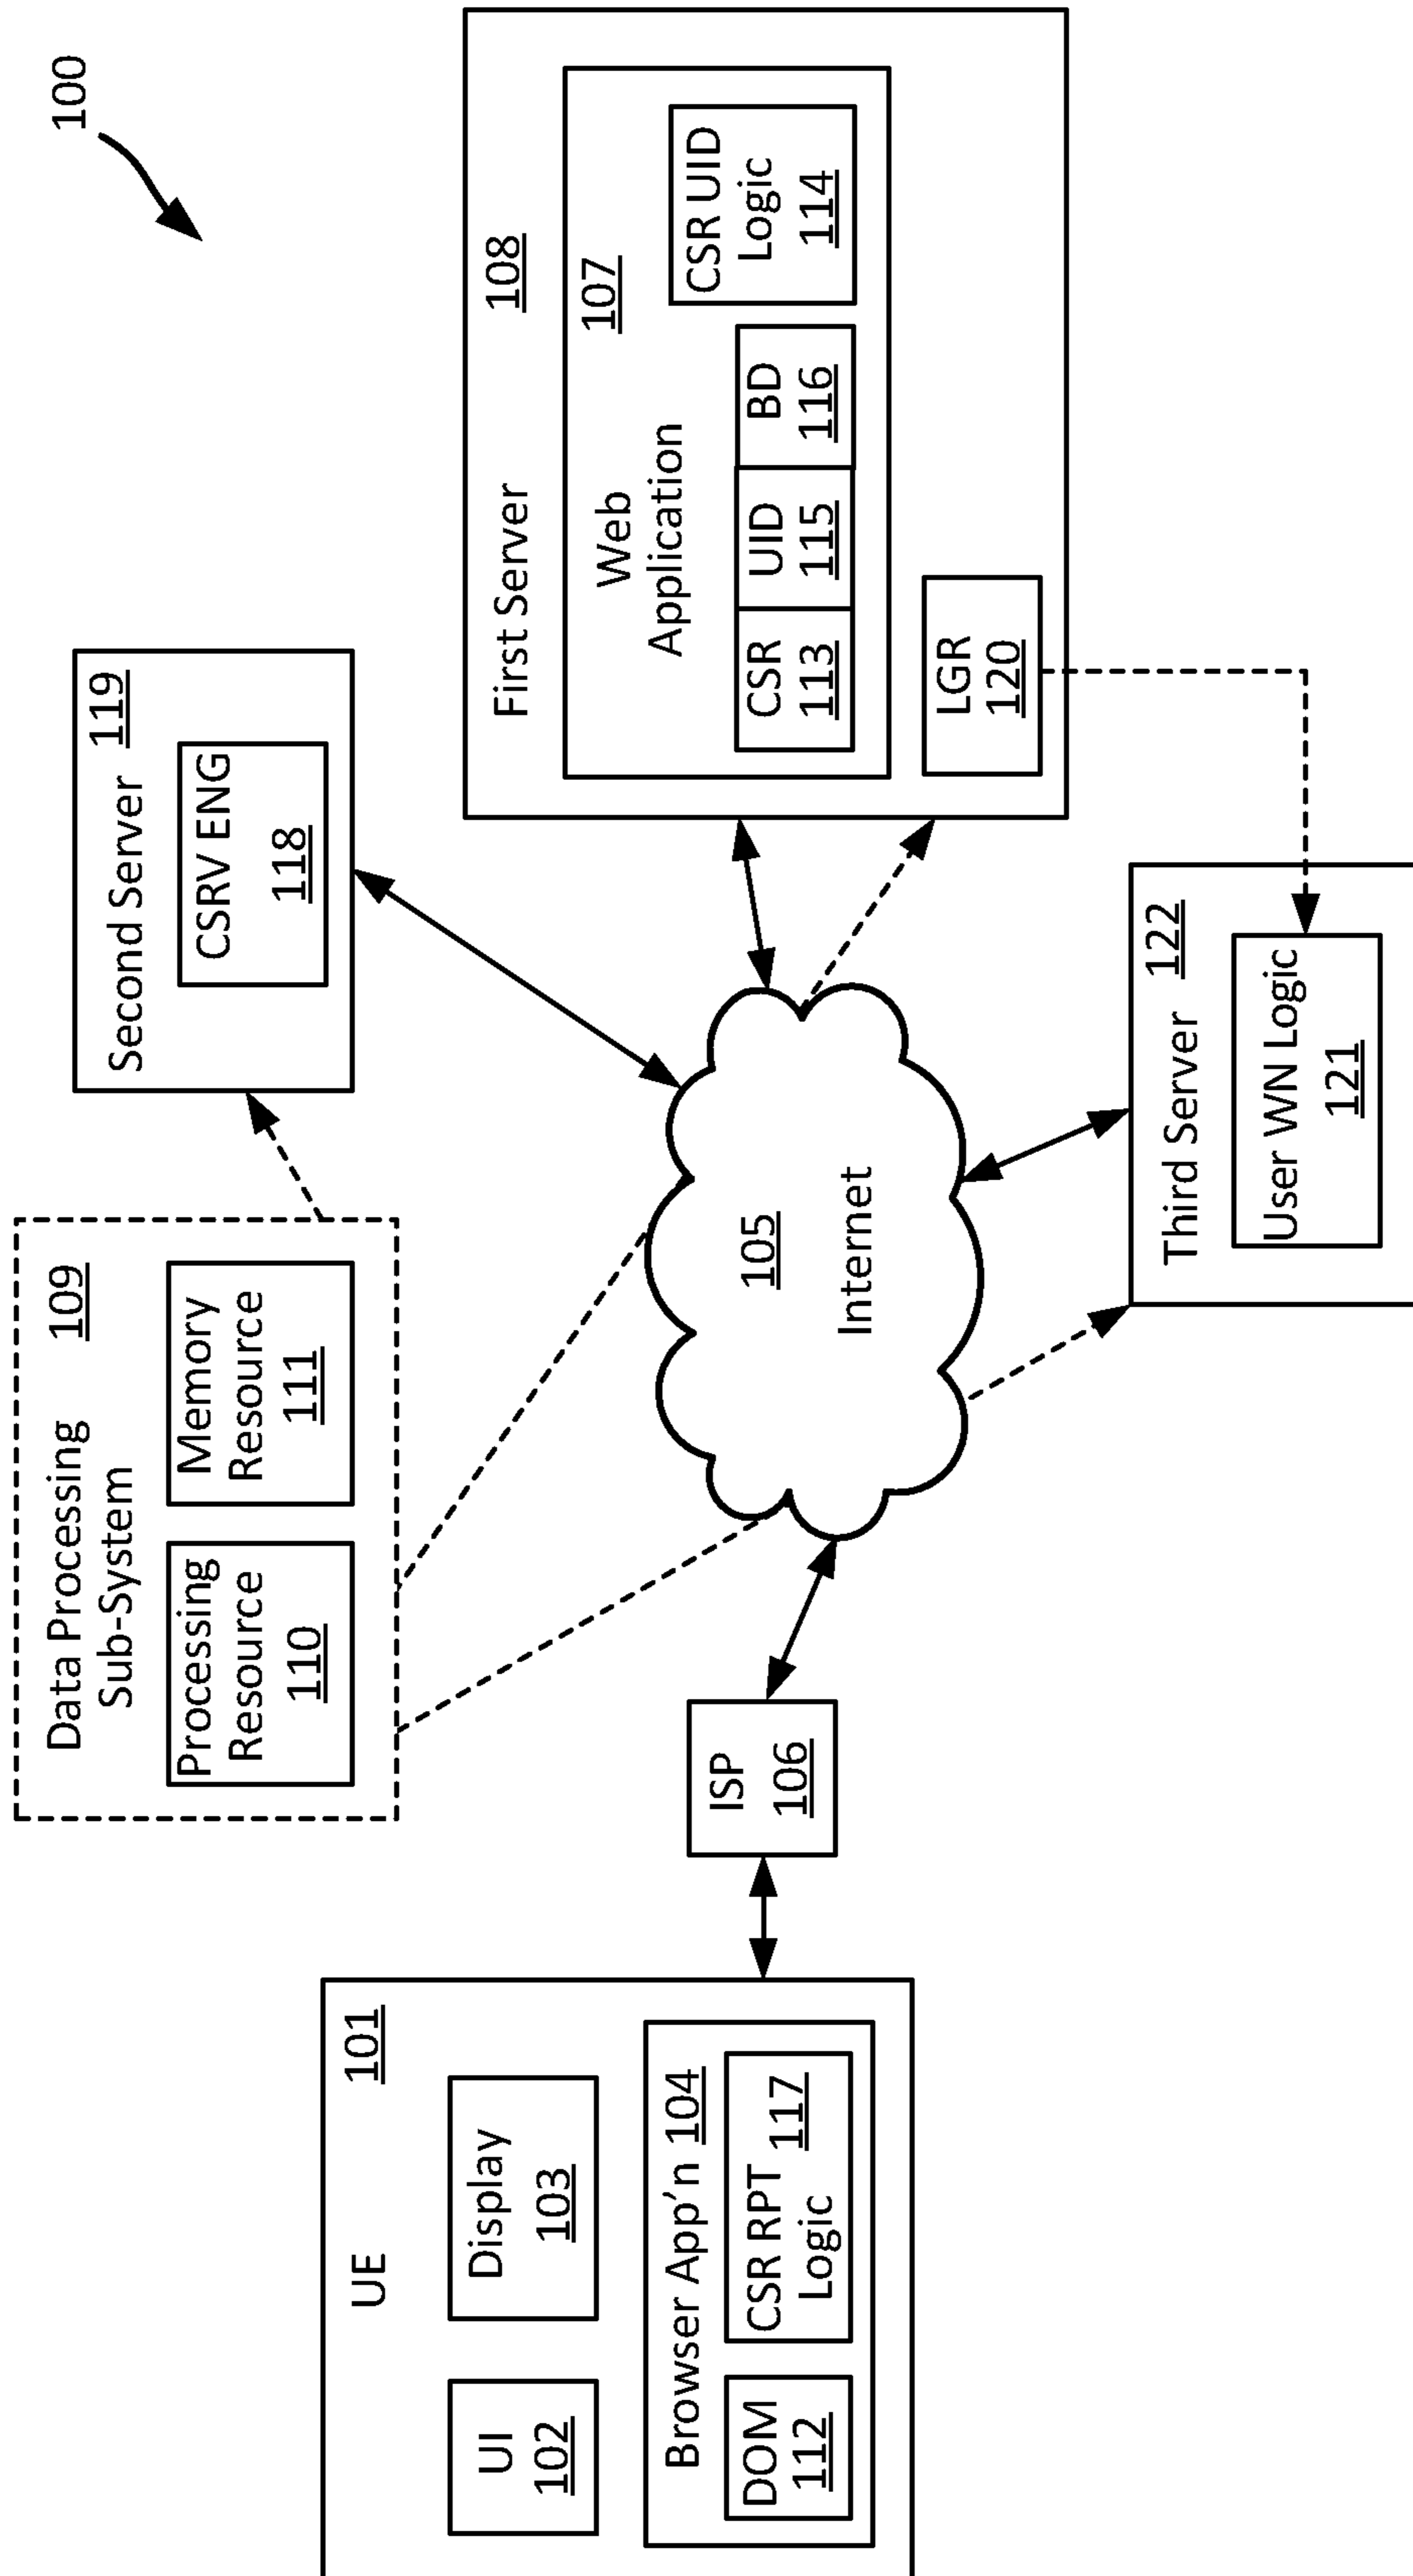 100
UE
101
UI
102
Display
103
Browser App'n 104
DOM
112
CSR RPT
Logic
117
ISP
106
Data Processing
Sub-System
109
Processing
Resource
110
Memory
Resource
111
105
Internet
Second Server
119
CSRV ENG
118
First Server
108
Web
Application
107
CSR
113
UID
115
BD
116
CSR UID
Logic
114
LGR
120
Third Server
122
User WN Logic
121